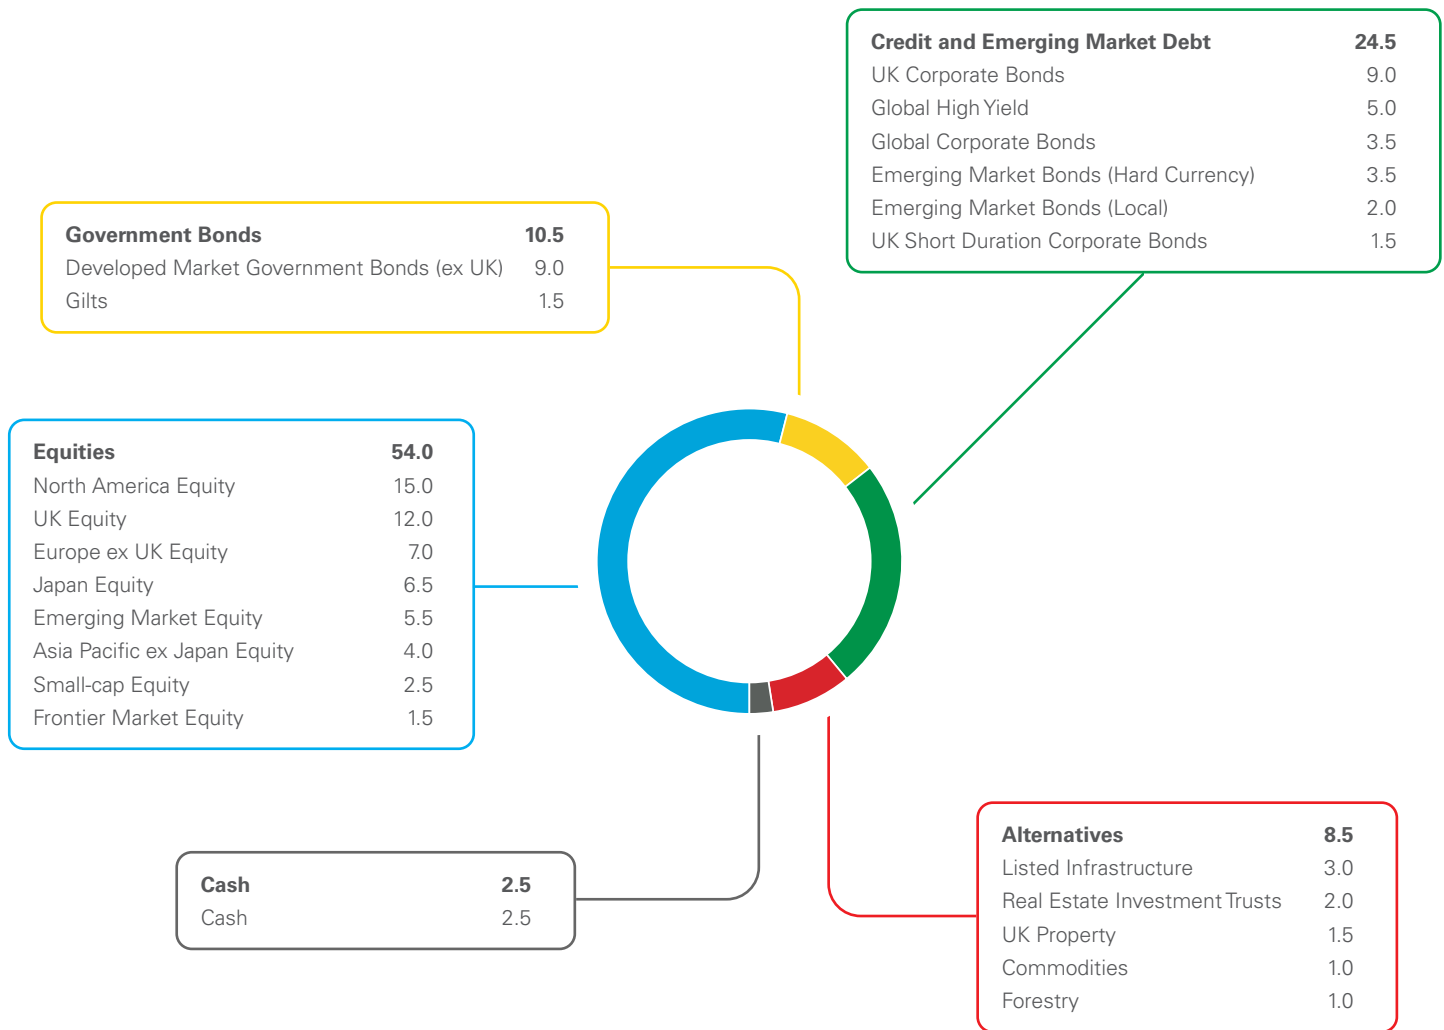 Credit and Emerging Market Debt 24.5
UK Corporate Bonds 9.0
Global High Yield 5.0
Global Corporate Bonds 3.5
Emerging Market Bonds (Hard Currency) 3.5
Emerging Market Bonds (Local) 2.0
UK Short Duration Corporate Bonds 1.5
Government Bonds 10.5
Developed Market Government Bonds (ex UK) 9.0
Gilts 1.5
Equities 54.0
North America Equity 15.0
UK Equity 12.0
Europe ex UK Equity 7.0
Japan Equity 6.5
Emerging Market Equity 5.5
Asia Pacific ex Japan Equity 4.0
Small-cap Equity 2.5
Frontier Market Equity 1.5
Cash 2.5
Cash 2.5
Alternatives 8.5
Listed Infrastructure 3.0
Real Estate Investment Trusts 2.0
UK Property 1.5
Commodities 1.0
Forestry 1.0